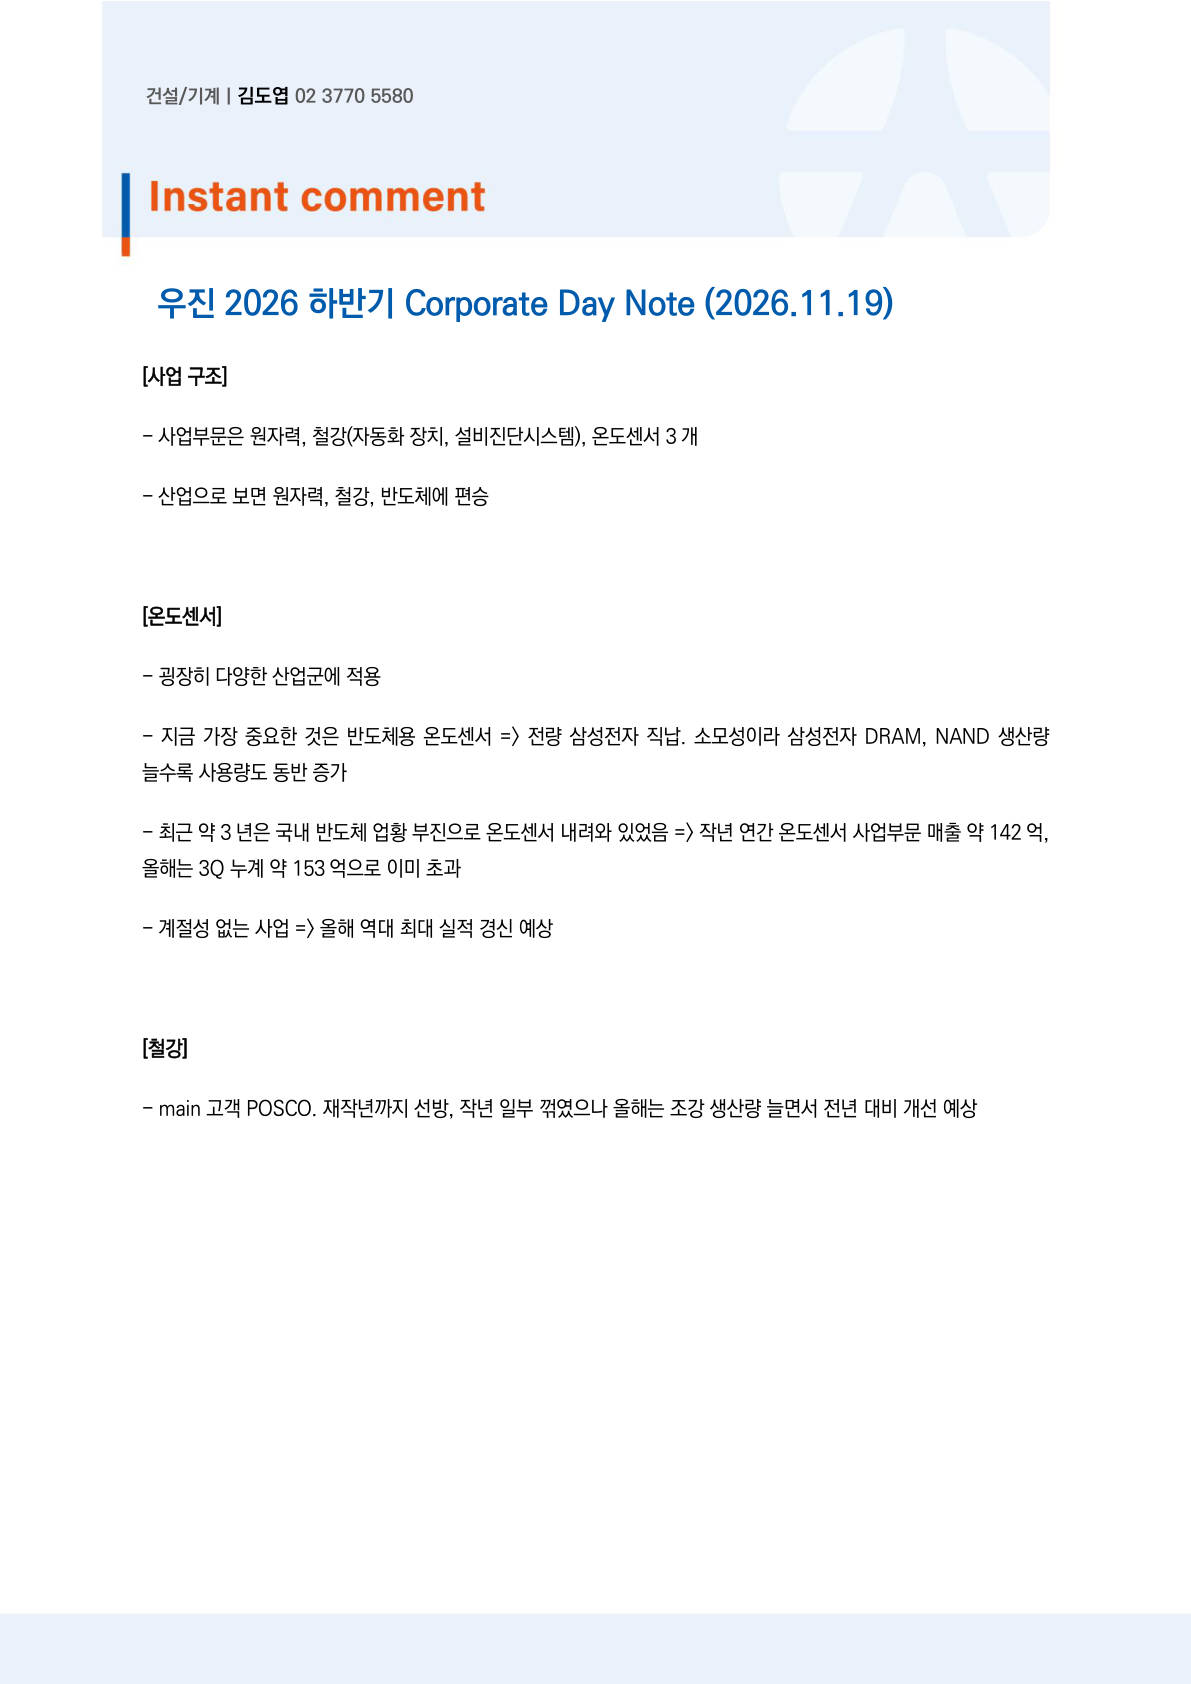 건설/기계 | 김도엽 02 3770 5580
Instant comment
우진 2026 하반기 Corporate Day Note (2026.11.19)
[사업 구조]
- 사업부문은 원자력, 철강(자동화 장치, 설비진단시스템), 온도센서 3 개
- 산업으로 보면 원자력, 철강, 반도체에 편승
[온도센서]
- 굉장히 다양한 산업군에 적용
- 지금 가장 중요한 것은 반도체용 온도센서 => 전량 삼성전자 직납. 소모성이라 삼성전자 DRAM, NAND 생산량
늘수록 사용량도 동반 증가
- 최근 약 3 년은 국내 반도체 업황 부진으로 온도센서 내려와 있었음 => 작년 연간 온도센서 사업부문 매출 약 142 억,
올해는 3Q 누계 약 153 억으로 이미 초과
- 계절성 없는 사업 => 올해 역대 최대 실적 경신 예상
[철강]
- main 고객 POSCO. 재작년까지 선방, 작년 일부 꺾였으나 올해는 조강 생산량 늘면서 전년 대비 개선 예상